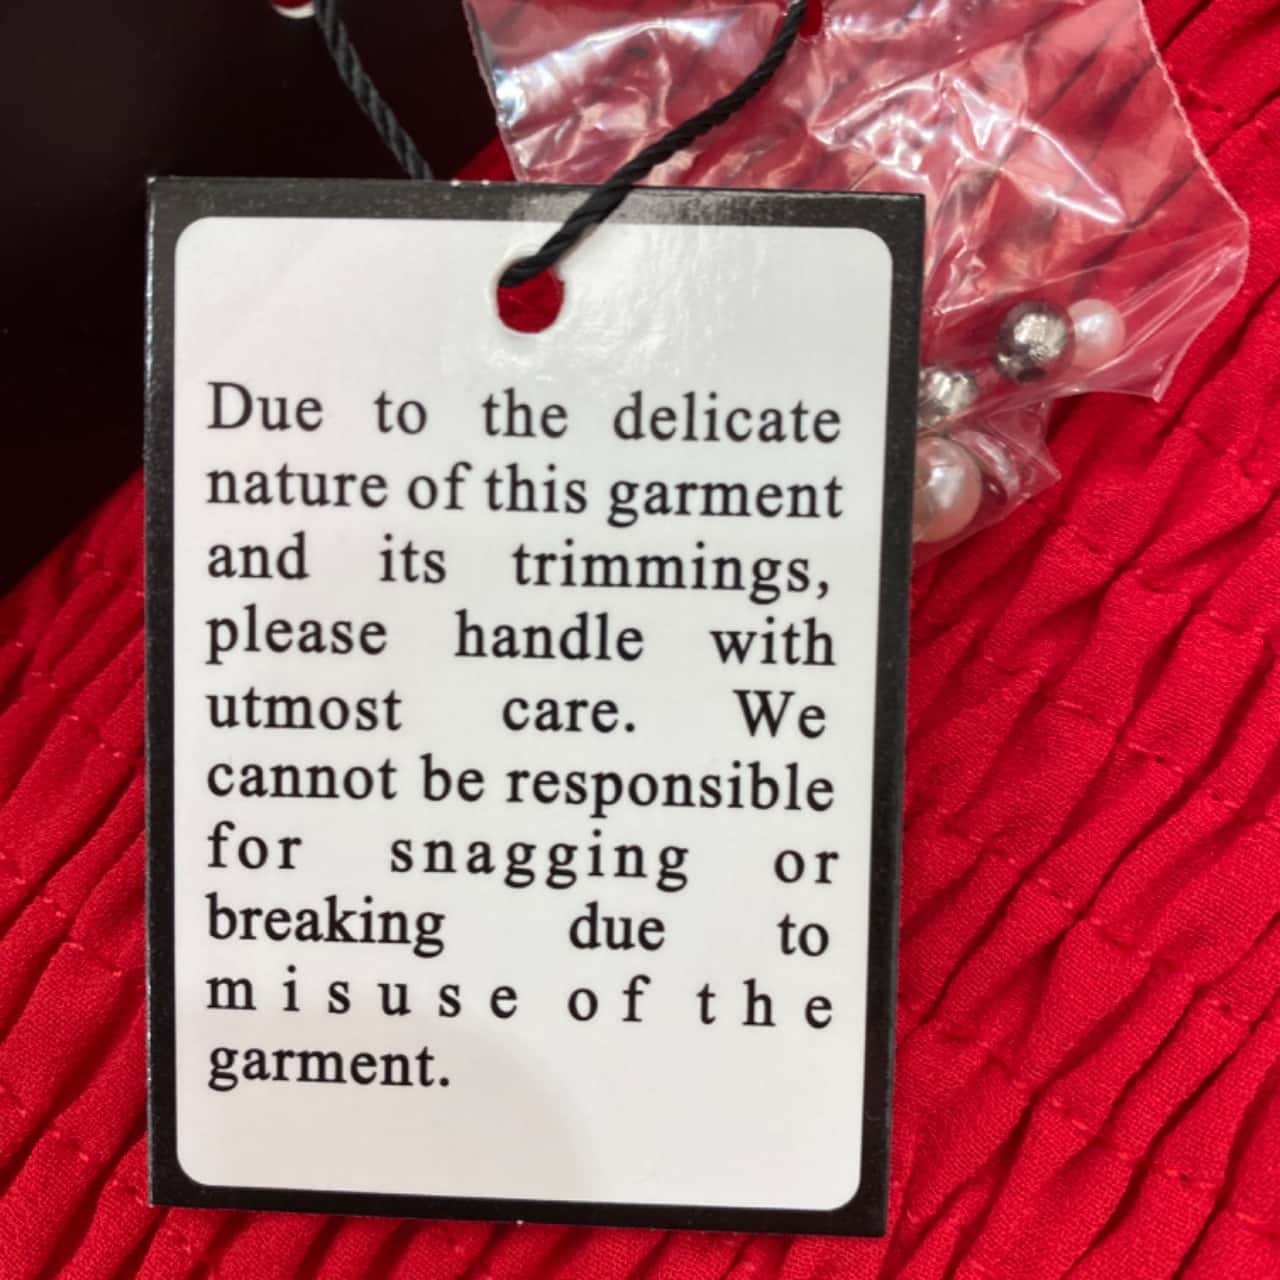 Due to the delicate
nature of this garment
and its trimmings,
please handle with
utmost care. We
cannot be responsible
for snagging or
breaking due to
misuse of the
garment.